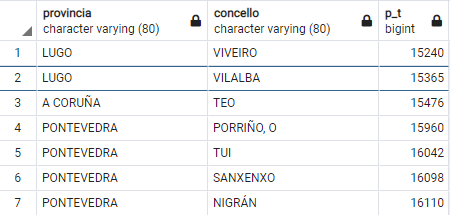 provincia concello p_t
character varying (80) character varying (80) bigint
1 LUGO VIVEIRO 15240
2 LUGO VILALBA 15365
3 A CORUÑA TEO 15476
4 PONTEVEDRA PORRIÑO, O 15960
5 PONTEVEDRA TUI 16042
6 PONTEVEDRA SANXENXO 16098
7 PONTEVEDRA NIGRÁN 16110